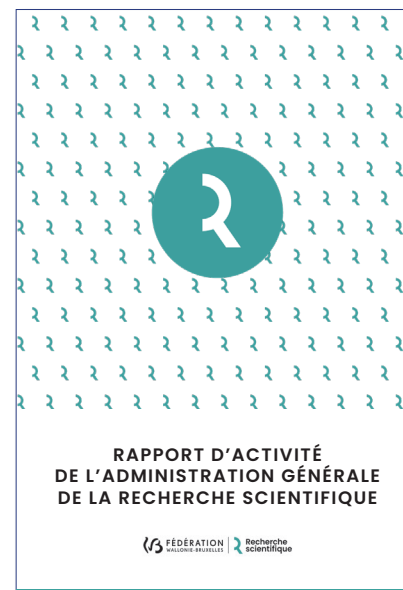 RAPPORT D'ACTIVITÉ
DE L'ADMINISTRATION GÉNÉRALE
DE LA RECHERCHE SCIENTIFIQUE
FÉDÉRATION
WALLONIE-BRUXELLES
Recherche
scientifique